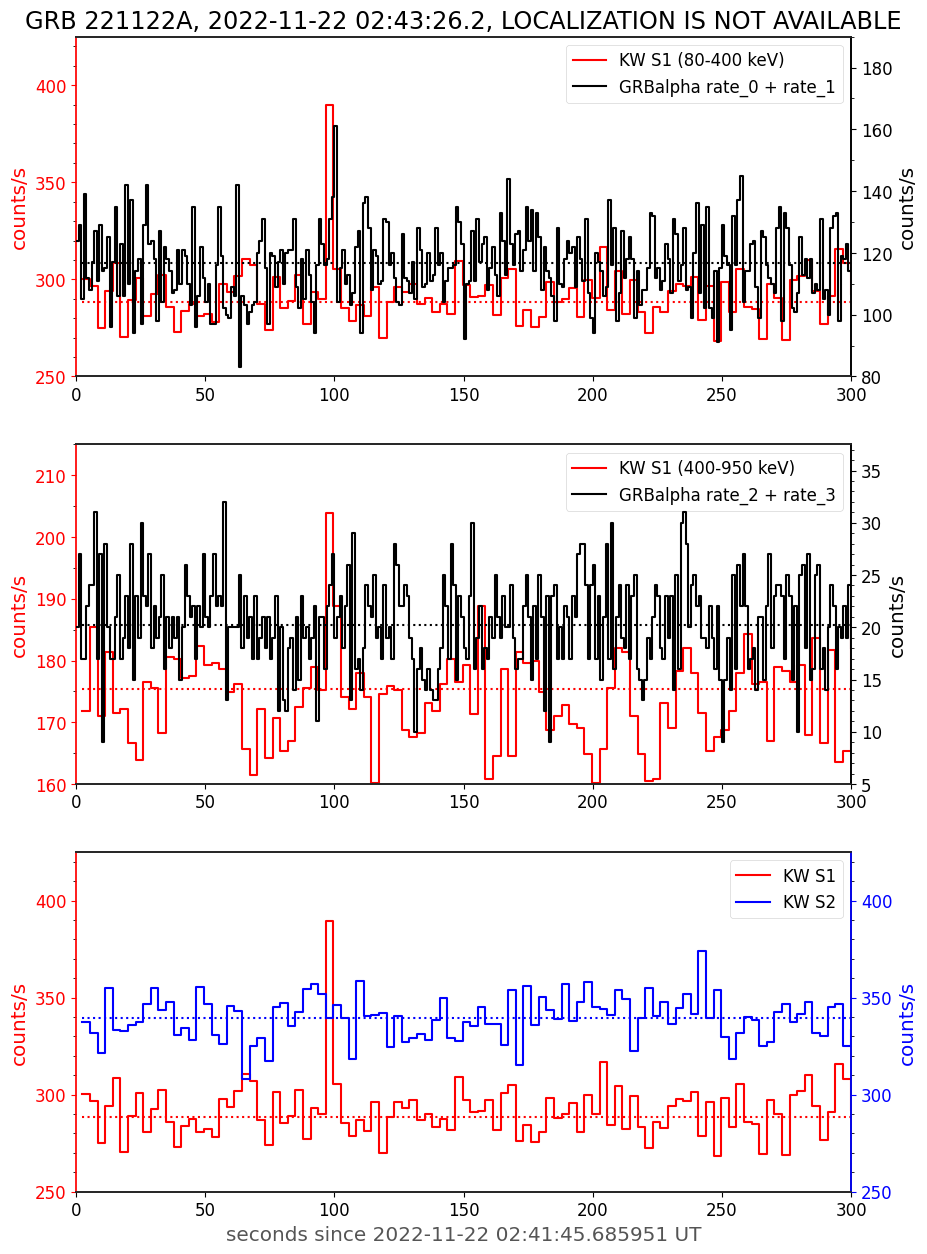 GRB 221122A, 2022-11-22 02:43:26.2, LOCALIZATION IS NOT AVAILABLE
KW S1 (80-400 keV)
GRBalpha rate_0 + rate_1
400
350
300
250
counts/s
180
160
140
120
100
80
counts/s
0 50 100 150 200 250 300
KW S1 (400-950 keV)
GRBalpha rate_2 + rate_3
210
200
190
180
170
160
counts/s
35
30
25
20
15
10
5
counts/s
0 50 100 150 200 250 300
KW S1
KW S2
400
350
300
250
counts/s
400
350
300
250
counts/s
0 50 100 150 200 250 300
seconds since 2022-11-22 02:41:45.685951 UT